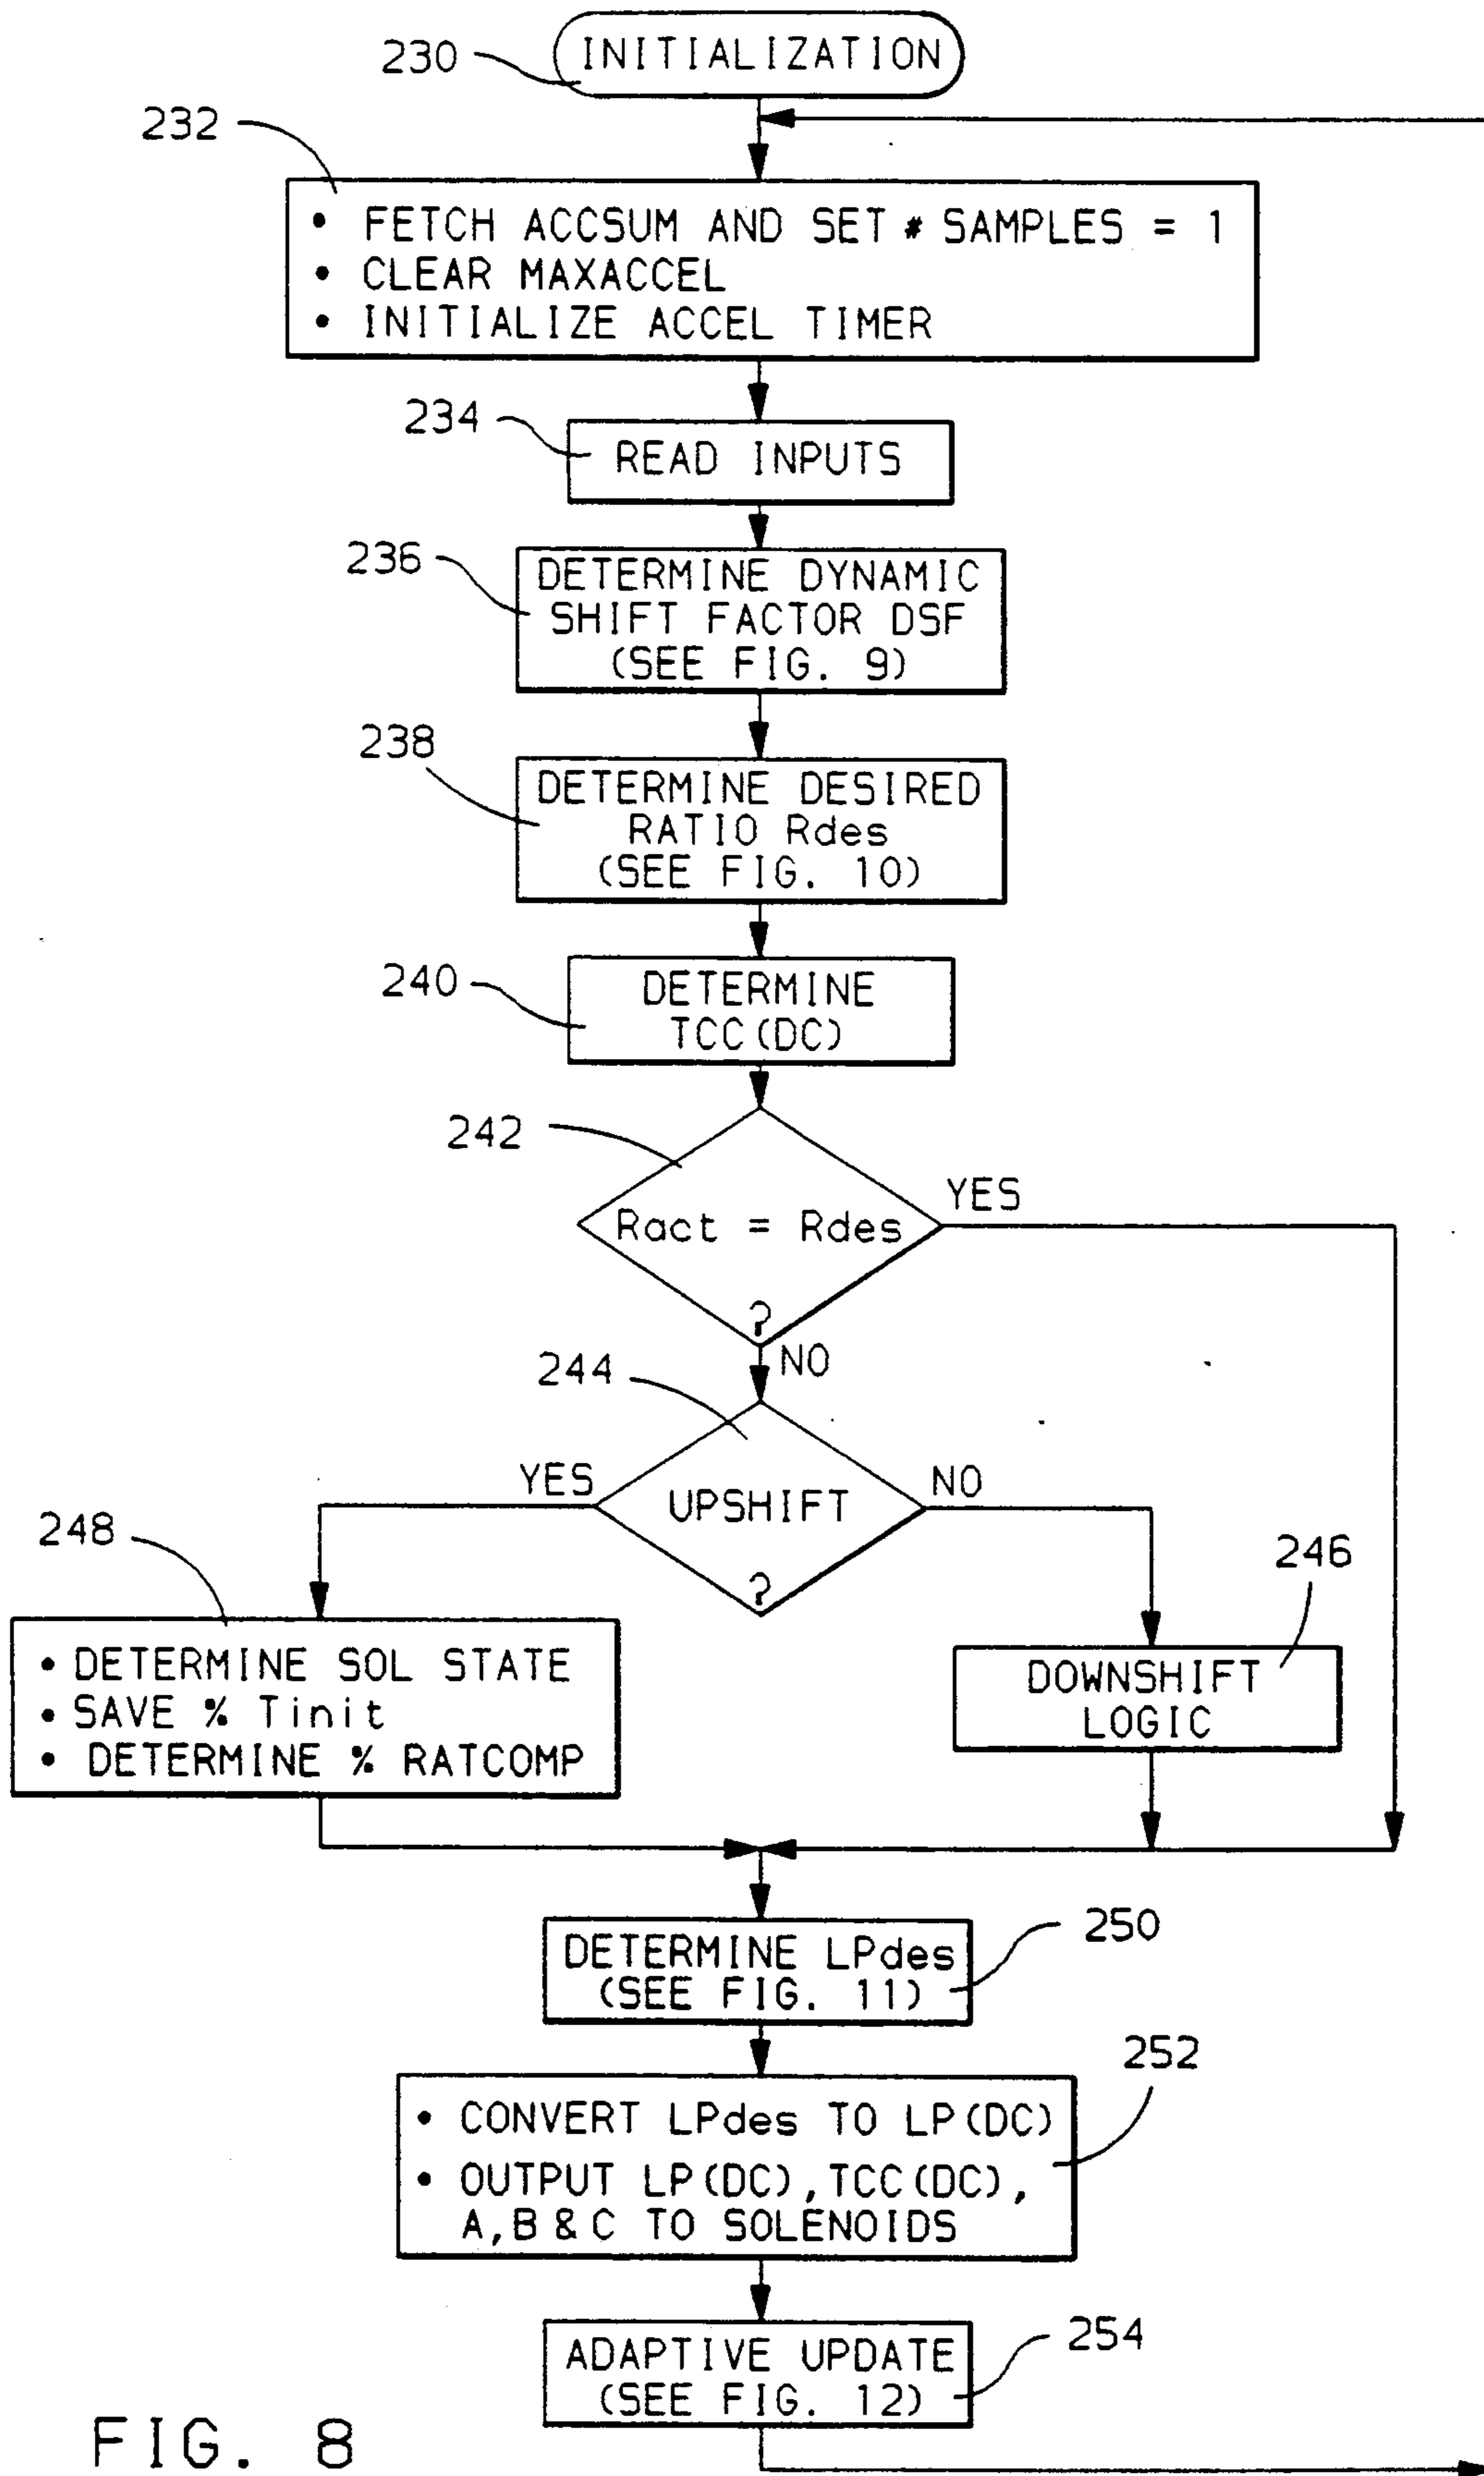 INITIALIZATION
230
232
• FETCH ACCSUM AND SET # SAMPLES = 1
• CLEAR MAXACCEL
• INITIALIZE ACCEL TIMER
234
READ INPUTS
236
DETERMINE DYNAMIC
SHIFT FACTOR DSF
(SEE FIG. 9)
238
DETERMINE DESIRED
RATIO Rdes
(SEE FIG. 10)
240
DETERMINE
TCC(DC)
242
Ract = Rdes
?
YES
NO
244
UPSHIFT
?
YES
NO
248
• DETERMINE SOL STATE
• SAVE % Tinit
• DETERMINE % RATCOMP
246
DOWNSHIFT
LOGIC
250
DETERMINE LPdes
(SEE FIG. 11)
252
• CONVERT LPdes TO LP(DC)
• OUTPUT LP(DC), TCC(DC),
A, B & C TO SOLENOIDS
254
ADAPTIVE UPDATE
(SEE FIG. 12)
FIG. 8